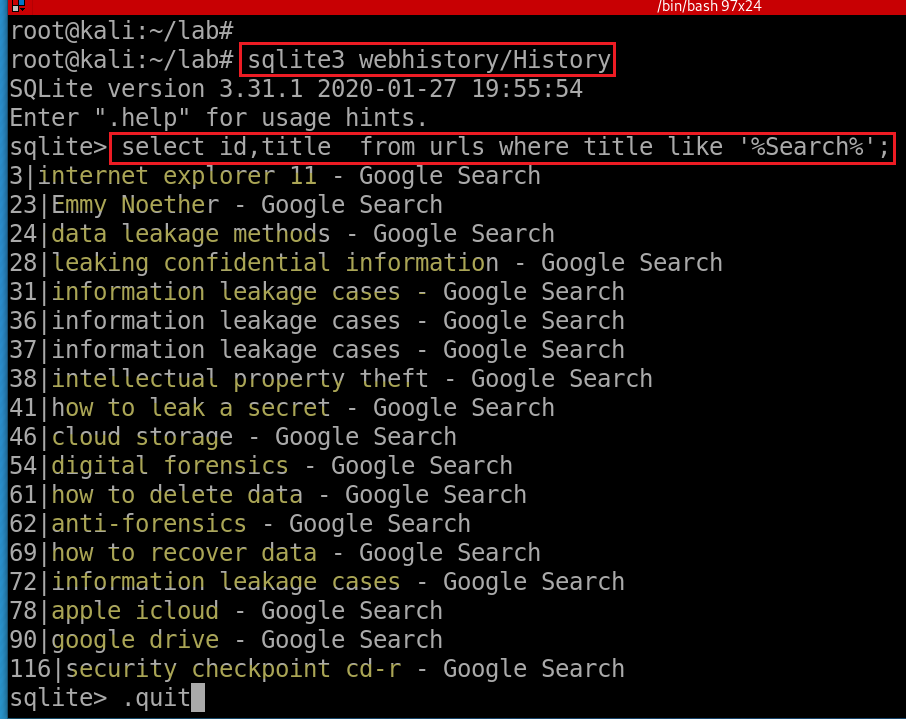 /bin/bash 97x24
root@kali:~/lab#
root@kali:~/lab# sqlite3 webhistory/History
SQLite version 3.31.1 2020-01-27 19:55:54
Enter ".help" for usage hints.
sqlite> select id,title  from urls where title like '%Search%';
3|internet explorer 11 - Google Search
23|Emmy Noether - Google Search
24|data leakage methods - Google Search
28|leaking confidential information - Google Search
31|information leakage cases - Google Search
36|information leakage cases - Google Search
37|information leakage cases - Google Search
38|intellectual property theft - Google Search
41|how to leak a secret - Google Search
46|cloud storage - Google Search
54|digital forensics - Google Search
61|how to delete data - Google Search
62|anti-forensics - Google Search
69|how to recover data - Google Search
72|information leakage cases - Google Search
78|apple icloud - Google Search
90|google drive - Google Search
116|security checkpoint cd-r - Google Search
sqlite> .quit